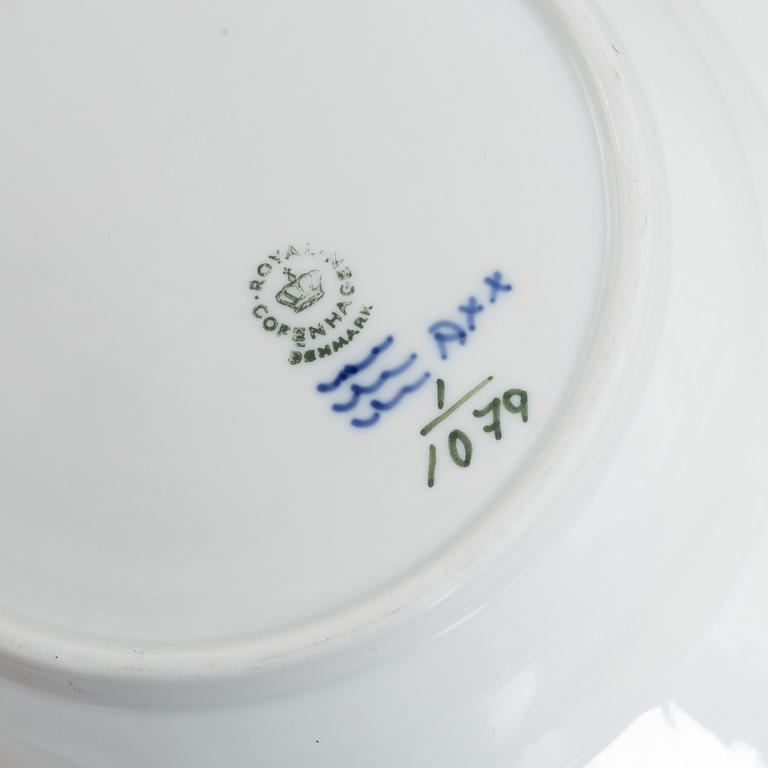 ROYAL
COPENHAGEN
DENMARK
Axx
1/1079